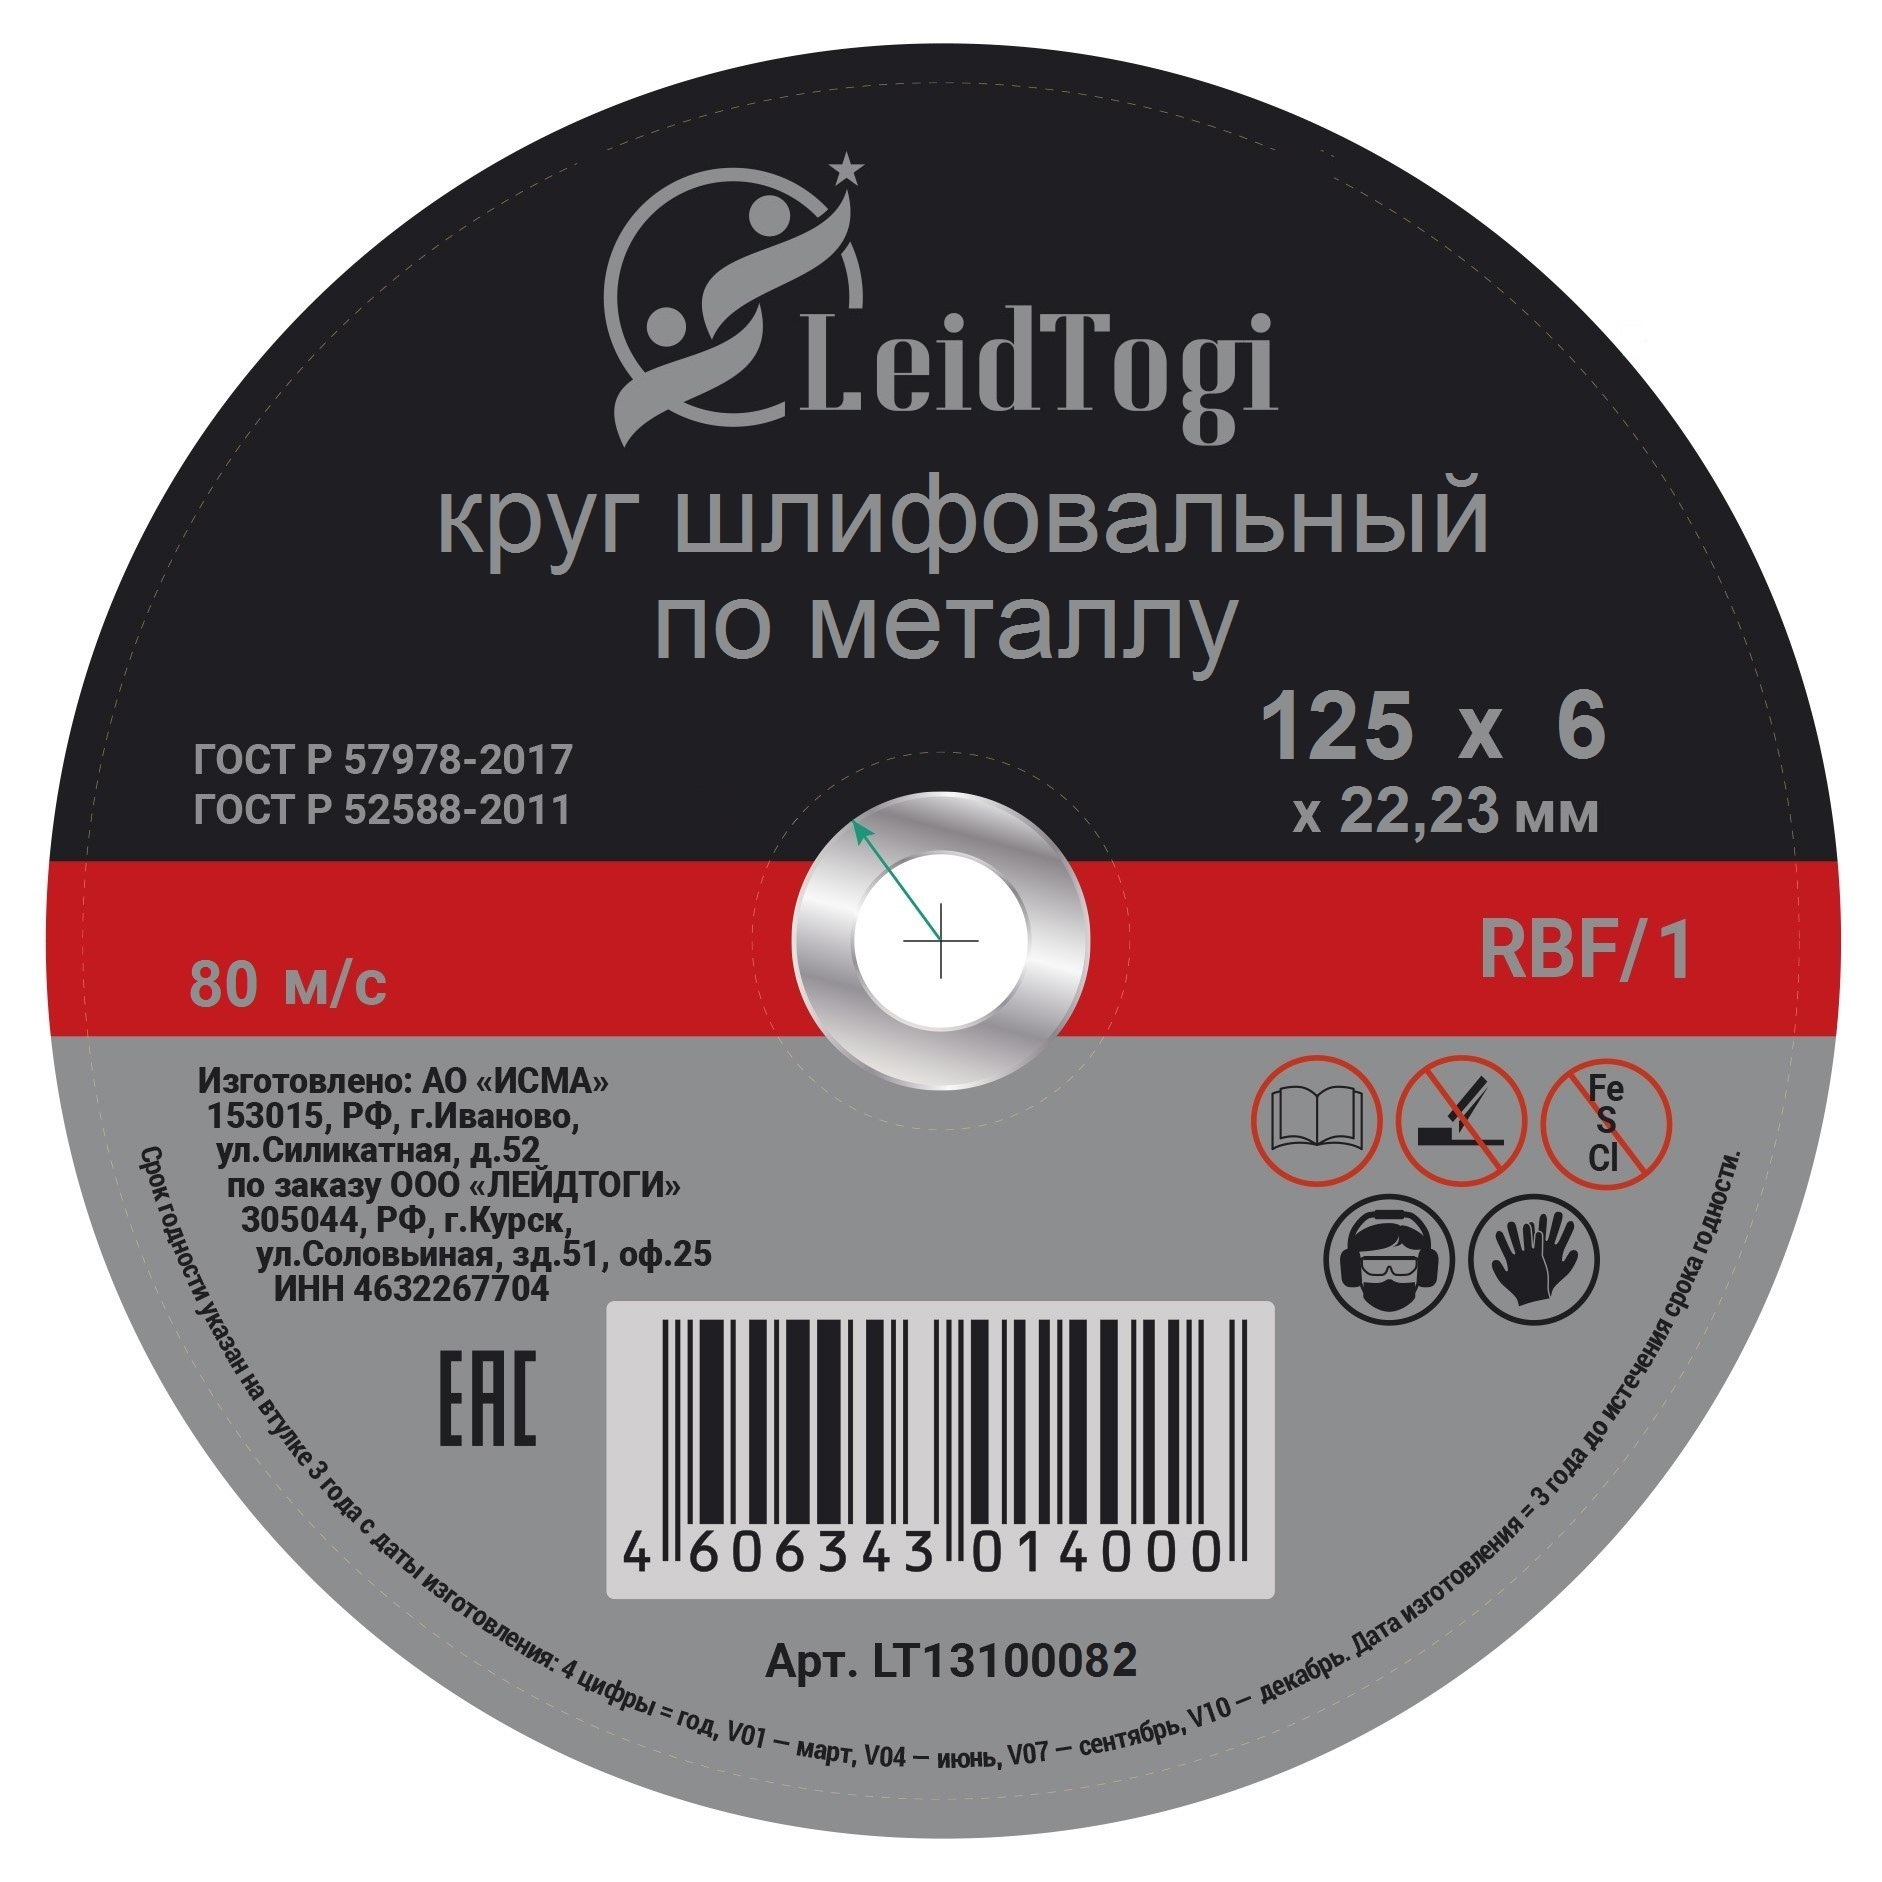 LeidTogi
круг шлифовальный
по металлу
125 x 6
x 22,23 мм
ГОСТ Р 57978-2017
ГОСТ Р 52588-2011
80 м/с
RBF/1
Изготовлено: АО «ИСМА»
153015, РФ, г.Иваново,
ул.Силикатная, д.52
по заказу ООО «ЛЕЙДТОГИ»
305044, РФ, г.Курск,
ул.Соловьиная, зд.51, оф.25
ИНН 4632267704
Fe
S
Cl
EAC
4 606343 014000
Арт. LT13100082
Срок годности указан на втулке 3 года с даты изготовления: 4 цифры = год, V01 – март, V04 – июнь, V07 – сентябрь, V10 – декабрь. Дата изготовления = 3 года до истечения срока годности.